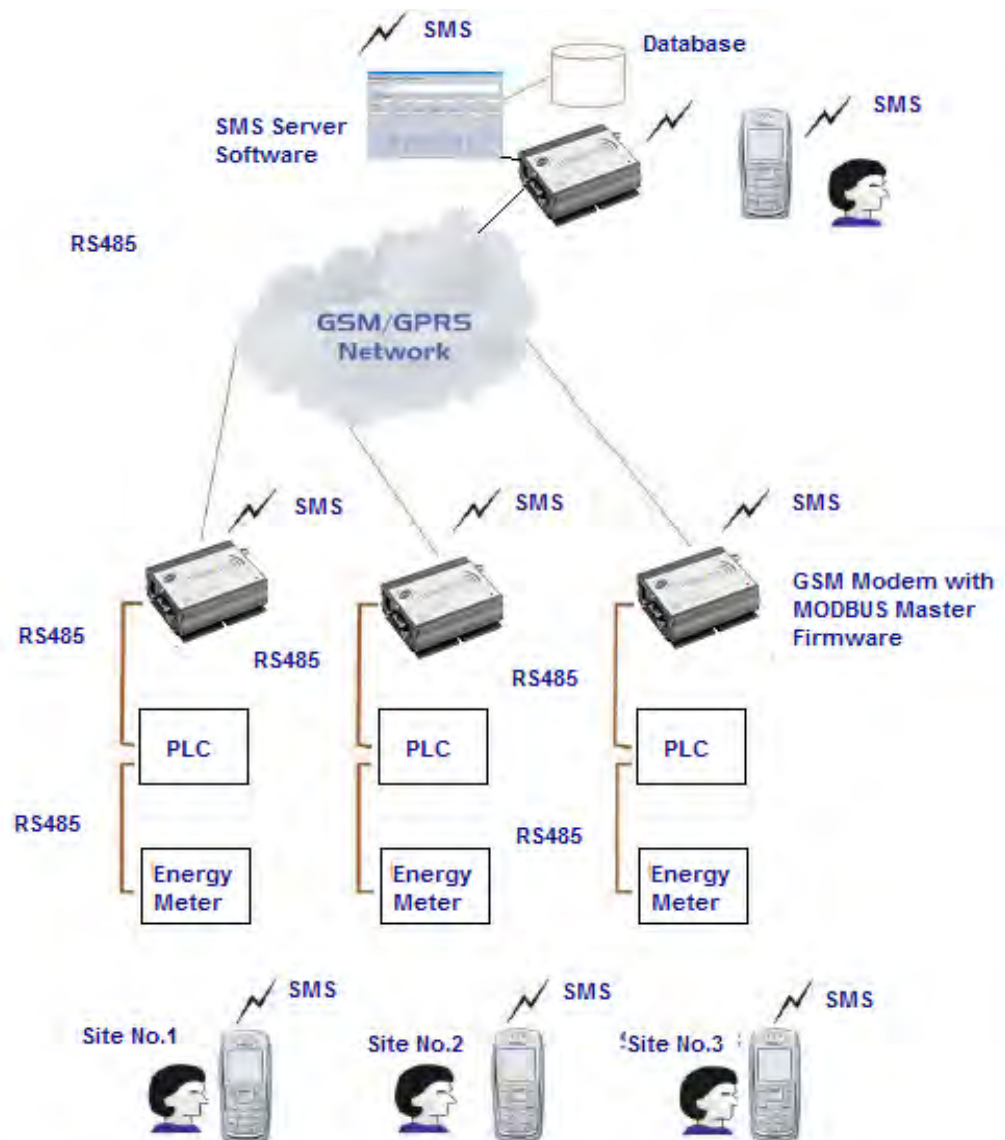 SMS
Database
SMS
SMS Server
Software
RS485
GSM/GPRS
Network
SMS
SMS
SMS
GSM Modem with
MODBUS Master
Firmware
RS485
RS485
RS485
PLC
PLC
PLC
RS485
RS485
Energy
Meter
Energy
Meter
Energy
Meter
SMS
SMS
SMS
Site No.1
Site No.2
Site No.3